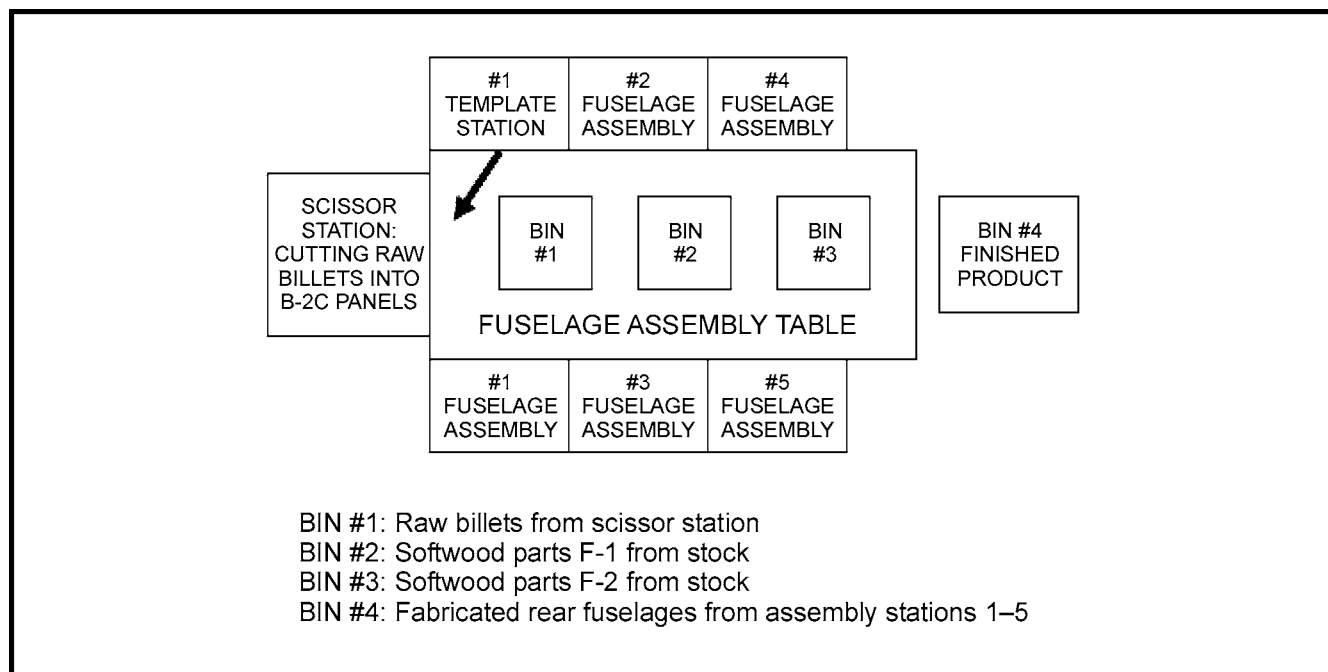 #1
TEMPLATE
STATION
#2
FUSELAGE
ASSEMBLY
#4
FUSELAGE
ASSEMBLY
SCISSOR
STATION:
CUTTING RAW
BILLETS INTO
B-2C PANELS
BIN
#1
BIN
#2
BIN
#3
BIN #4
FINISHED
PRODUCT
FUSELAGE ASSEMBLY TABLE
#1
FUSELAGE
ASSEMBLY
#3
FUSELAGE
ASSEMBLY
#5
FUSELAGE
ASSEMBLY
BIN #1: Raw billets from scissor station
BIN #2: Softwood parts F-1 from stock
BIN #3: Softwood parts F-2 from stock
BIN #4: Fabricated rear fuselages from assembly stations 1–5